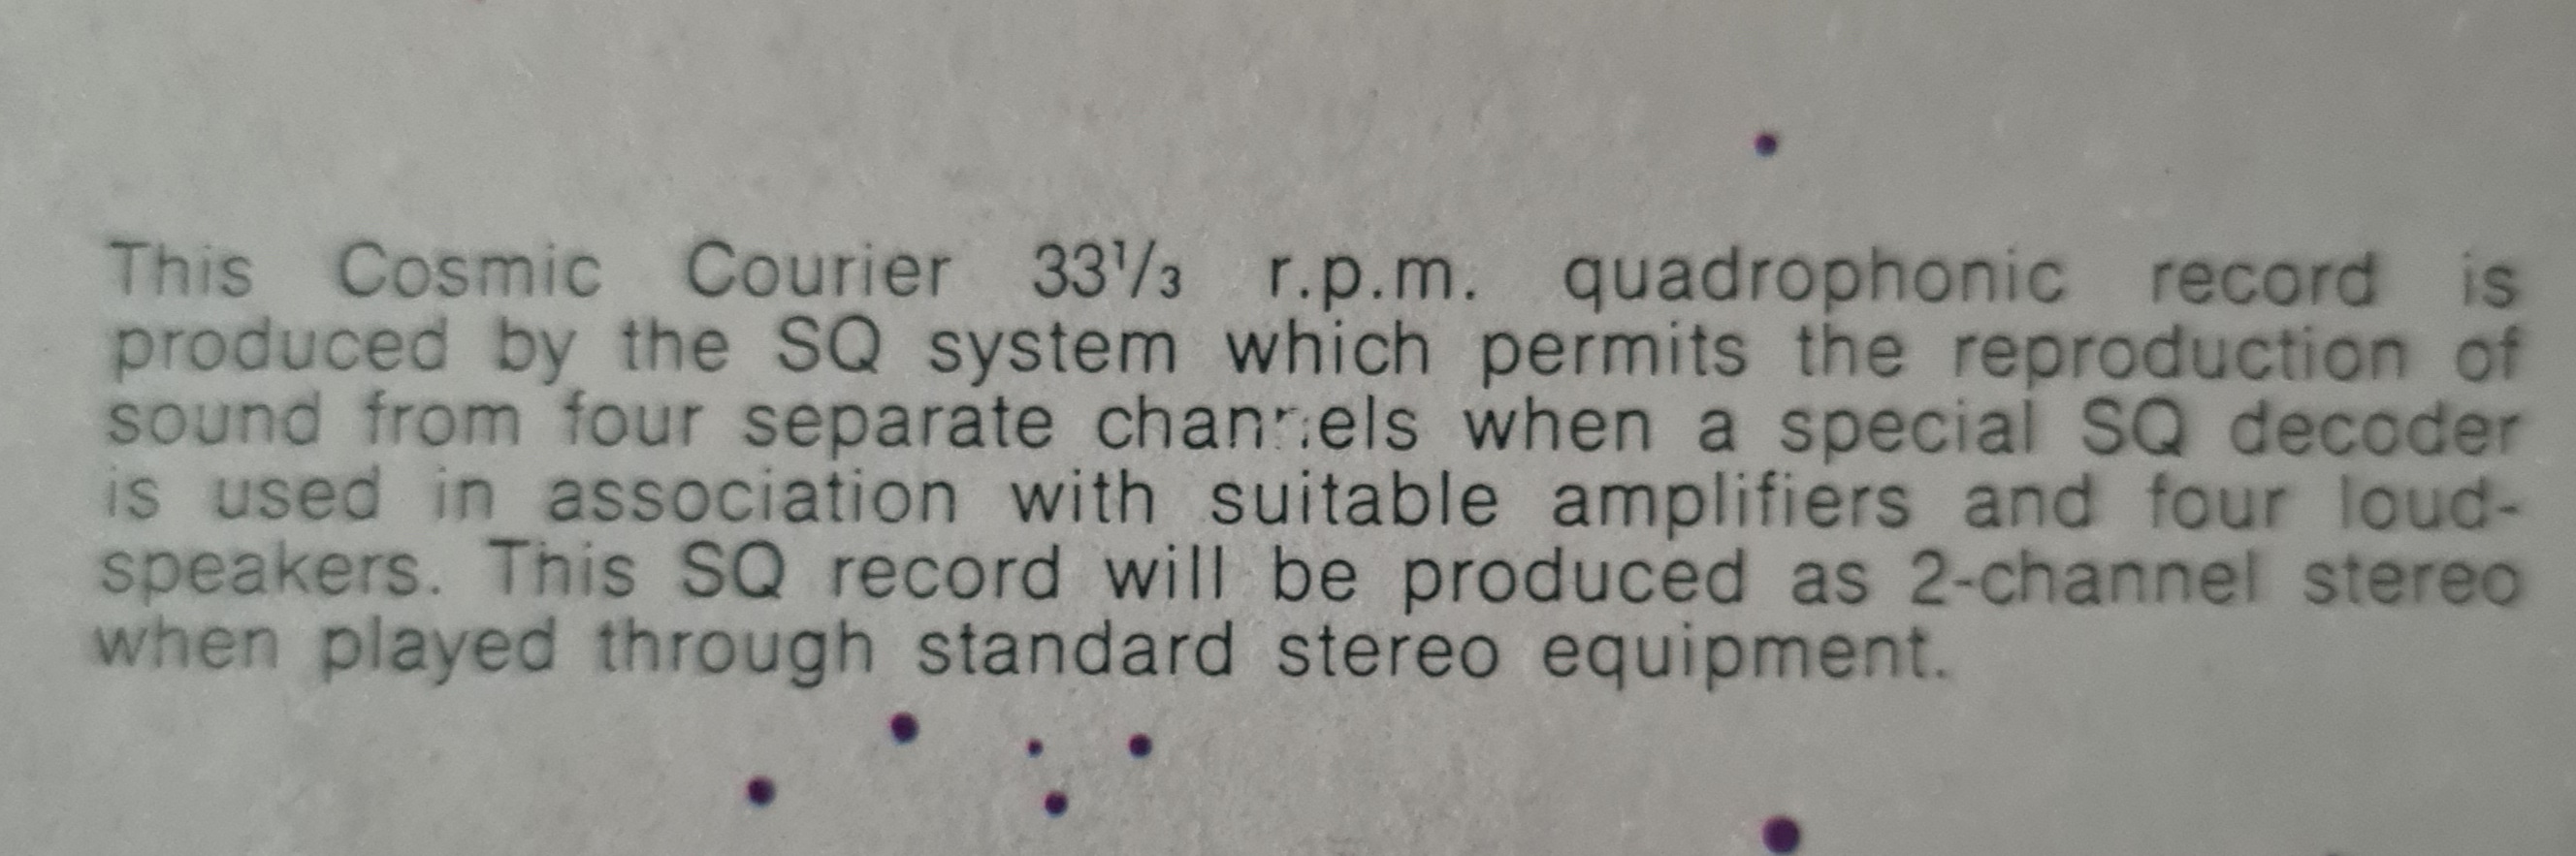 This Cosmic Courier 33¹/₃ r.p.m. quadrophonic record is
produced by the SQ system which permits the reproduction of
sound from four separate channels when a special SQ decoder
is used in association with suitable amplifiers and four loud-
speakers. This SQ record will be produced as 2-channel stereo
when played through standard stereo equipment.